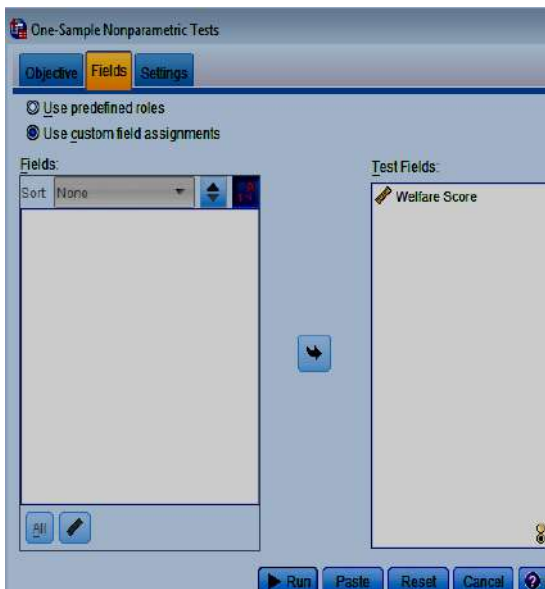 One-Sample Nonparametric Tests
Objective Fields Settings
Use predefined roles
Use custom field assignments
Fields:
Sort None
Test Fields:
Welfare Score
All
Run Paste Reset Cancel ?